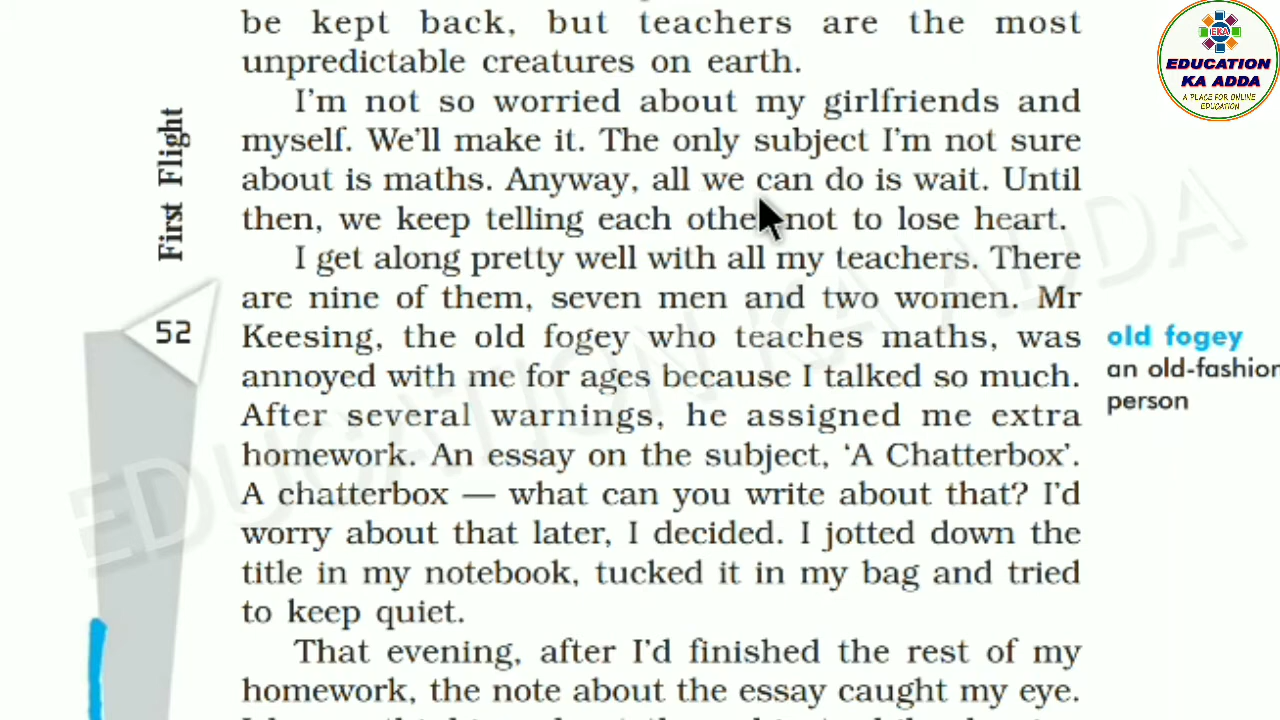 be kept back, but teachers are the most
unpredictable creatures on earth.
I'm not so worried about my girlfriends and
myself. We'll make it. The only subject I'm not sure
about is maths. Anyway, all we can do is wait. Until
then, we keep telling each other not to lose heart.
I get along pretty well with all my teachers. There
are nine of them, seven men and two women. Mr
Keesing, the old fogey who teaches maths, was
annoyed with me for ages because I talked so much.
After several warnings, he assigned me extra
homework. An essay on the subject, ‘A Chatterbox’.
A chatterbox — what can you write about that? I'd
worry about that later, I decided. I jotted down the
title in my notebook, tucked it in my bag and tried
to keep quiet.
That evening, after I'd finished the rest of my
homework, the note about the essay caught my eye.
First Flight
52
old fogey
an old-fashion
person
EKA
EDUCATION
KA ADDA
A PLACE FOR ONLINE
EDUCATION
EDUCATION KA ADDA